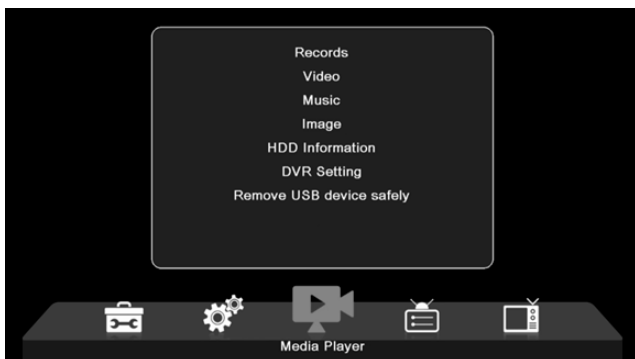 Records
Video
Music
Image
HDD Information
DVR Setting
Remove USB device safely
Media Player